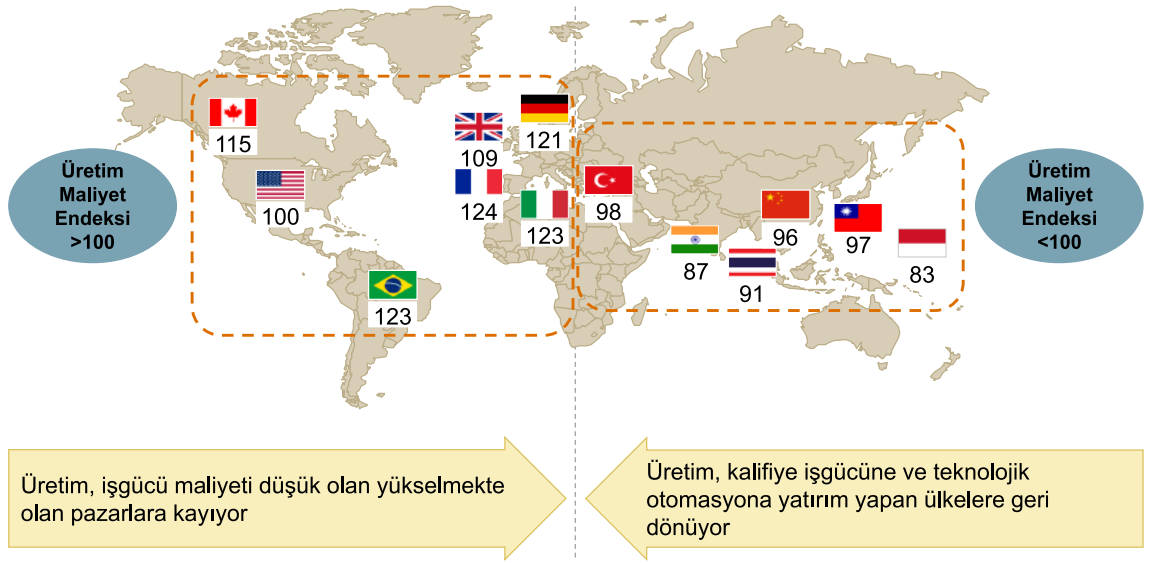 115
109
121
100
124
123
123
98
87
91
96
97
83
Üretim
Maliyet
Endeksi
>100
Üretim
Maliyet
Endeksi
<100
Üretim, işgücü maliyeti düşük olan yükselmekte
olan pazarlara kayıyor
Üretim, kalifiye işgücüne ve teknolojik
otomasyona yatırım yapan ülkelere geri
dönüyor